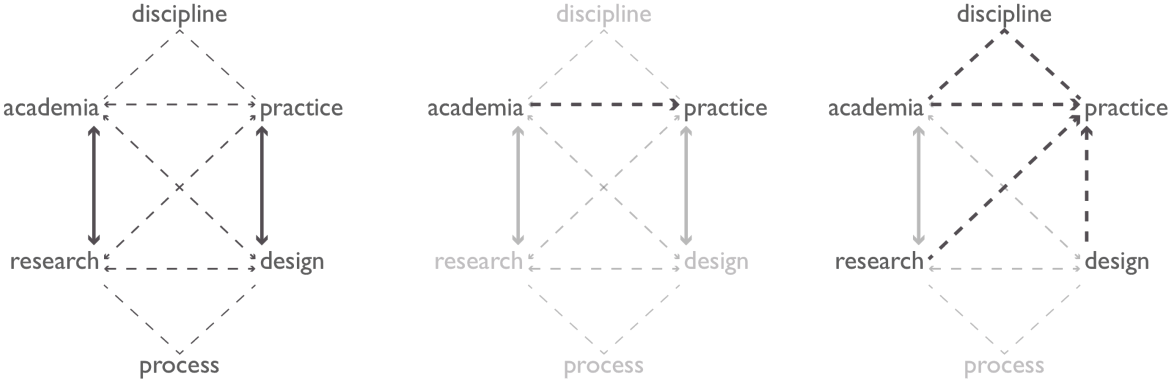 discipline
academia
practice
research
design
process
discipline
academia
practice
research
design
process
discipline
academia
practice
research
design
process